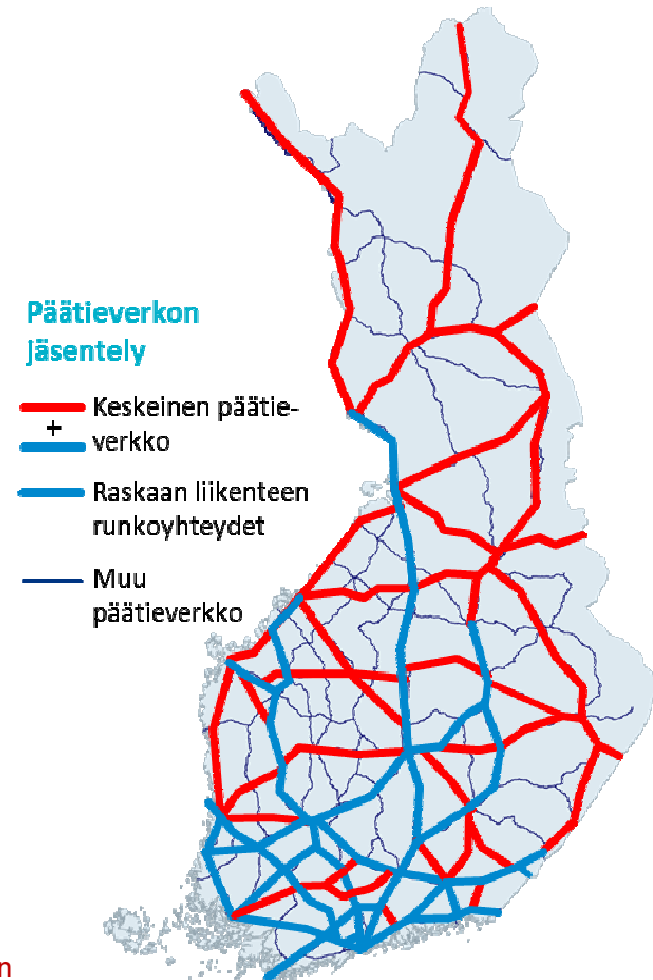 Päätieverkon
jäsentely
Keskeinen päätie-
+
verkko
Raskaan liikenteen
runkoyhteydet
Muu
päätieverkko
n